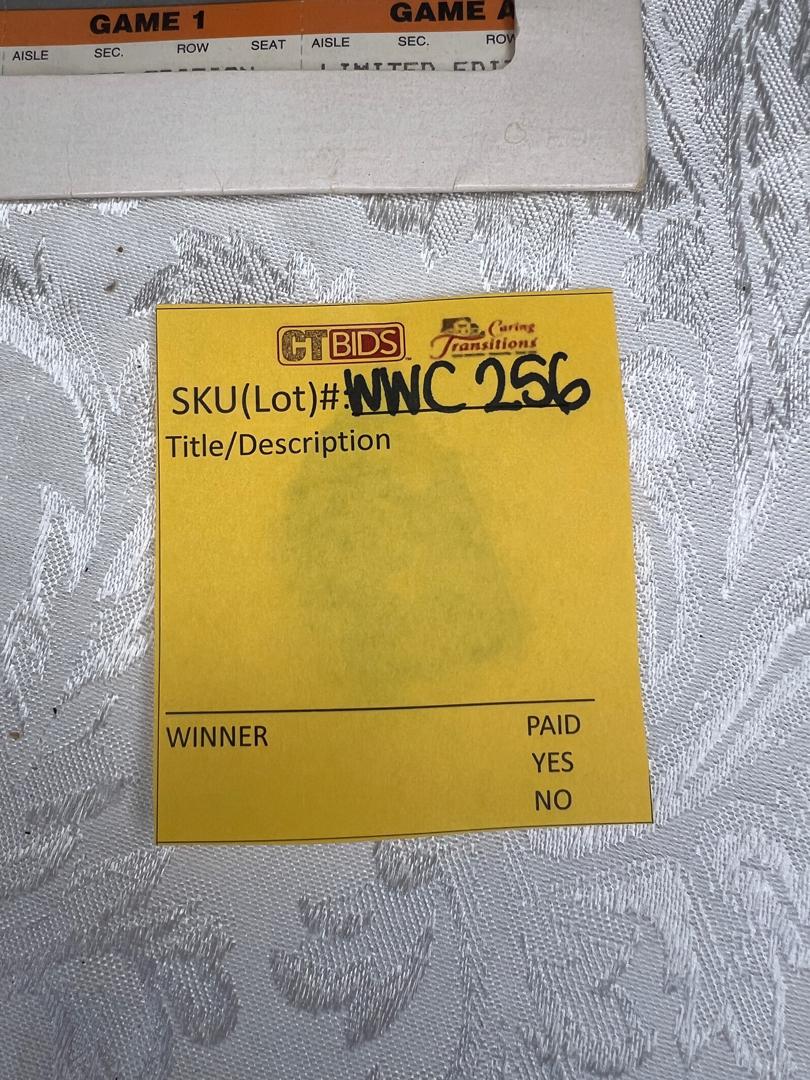 GAME 1 GAME A
AISLE SEC. ROW SEAT AISLE SEC. ROW
LIMITED EDI
CTBIDS Caring Transitions
SKU(Lot)#: WWC 256
Title/Description
WINNER PAID
YES
NO